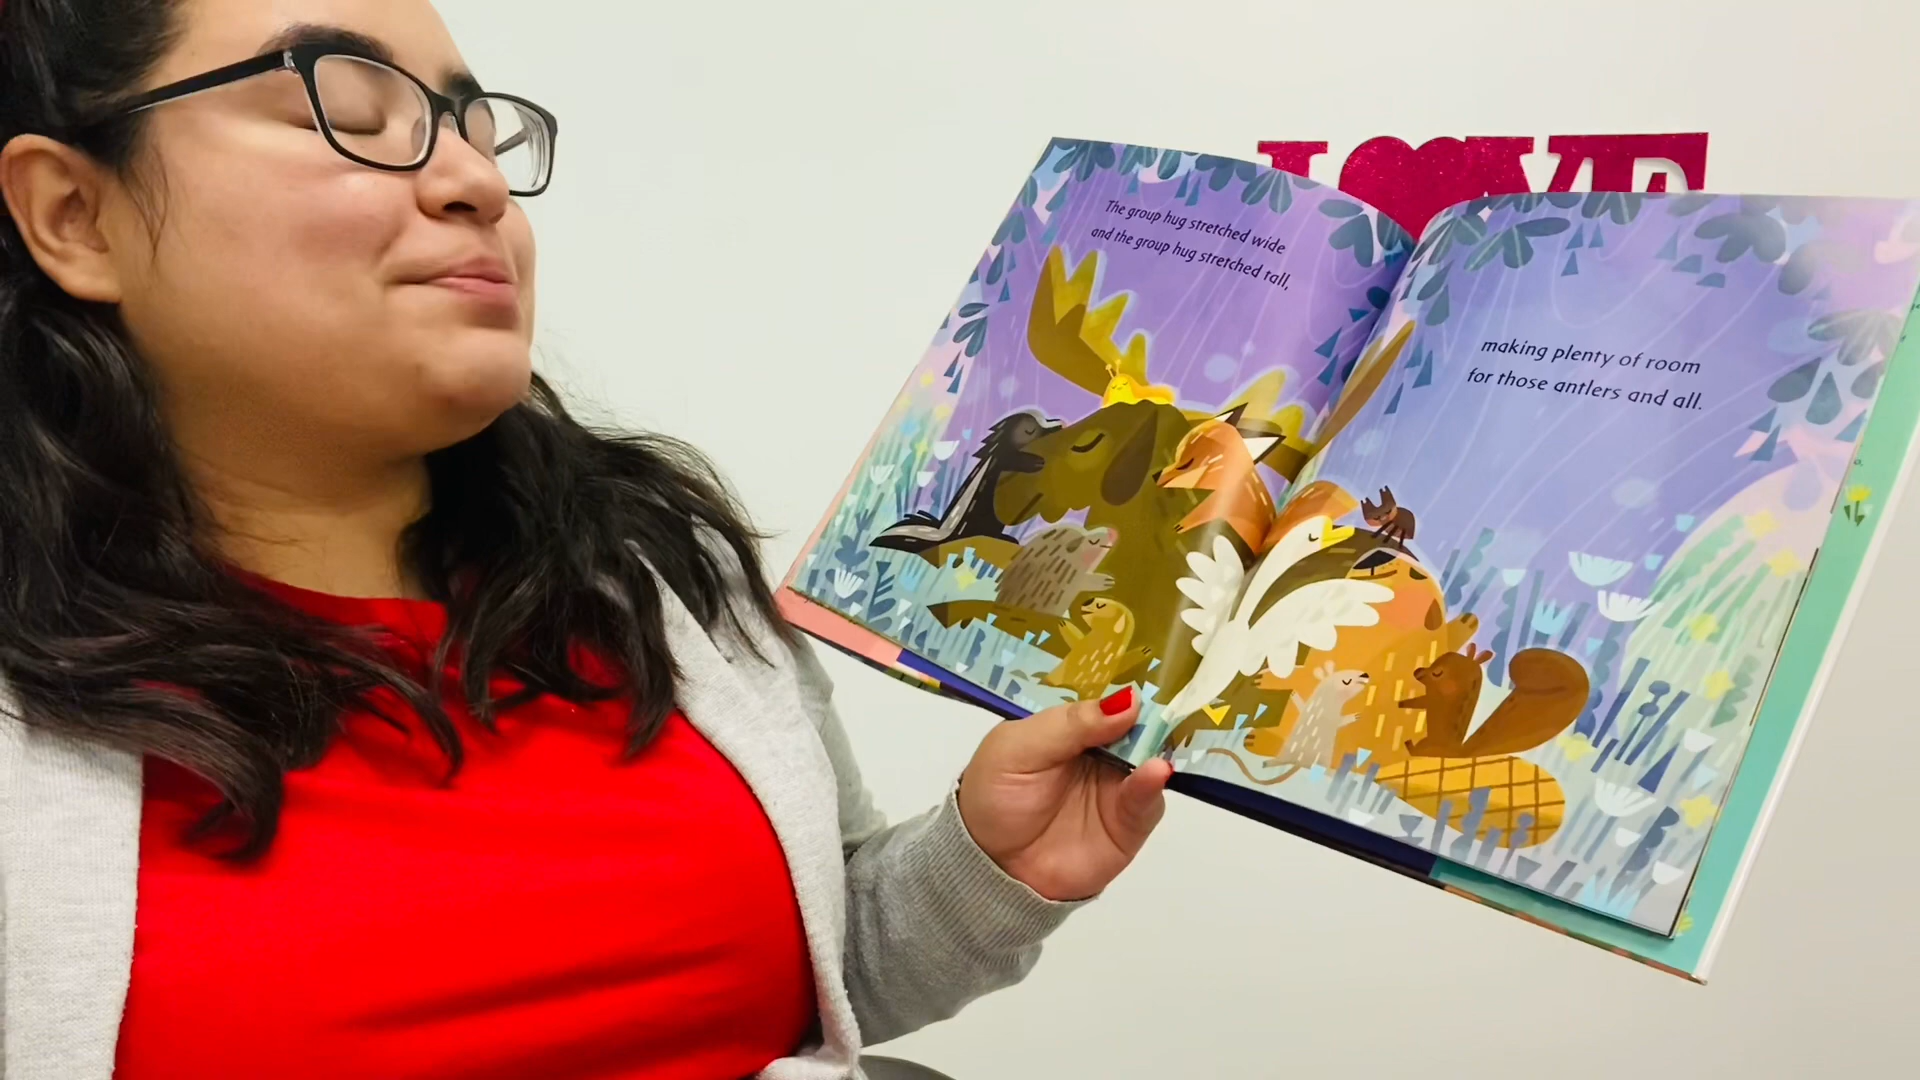 LOVE
The group hug stretched wide
and the group hug stretched tall,
making plenty of room
for those antlers and all.